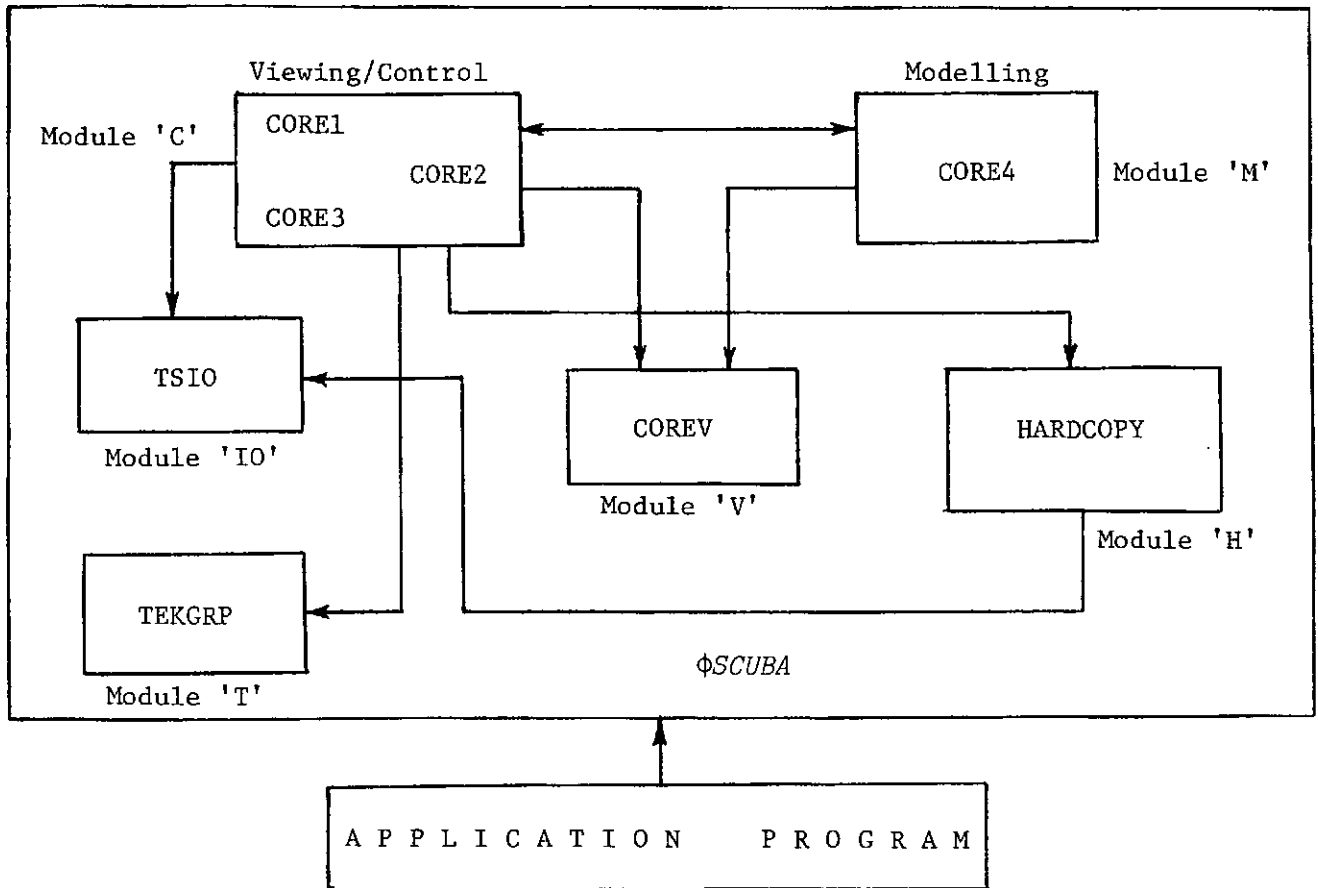 Viewing/Control
Modelling
Module 'C'
CORE1
CORE2
CORE3
CORE4
Module 'M'
TSIO
Module 'IO'
COREV
Module 'V'
HARDCOPY
Module 'H'
TEKGRP
Module 'T'
ϕSCUBA
A P P L I C A T I O N P R O G R A M